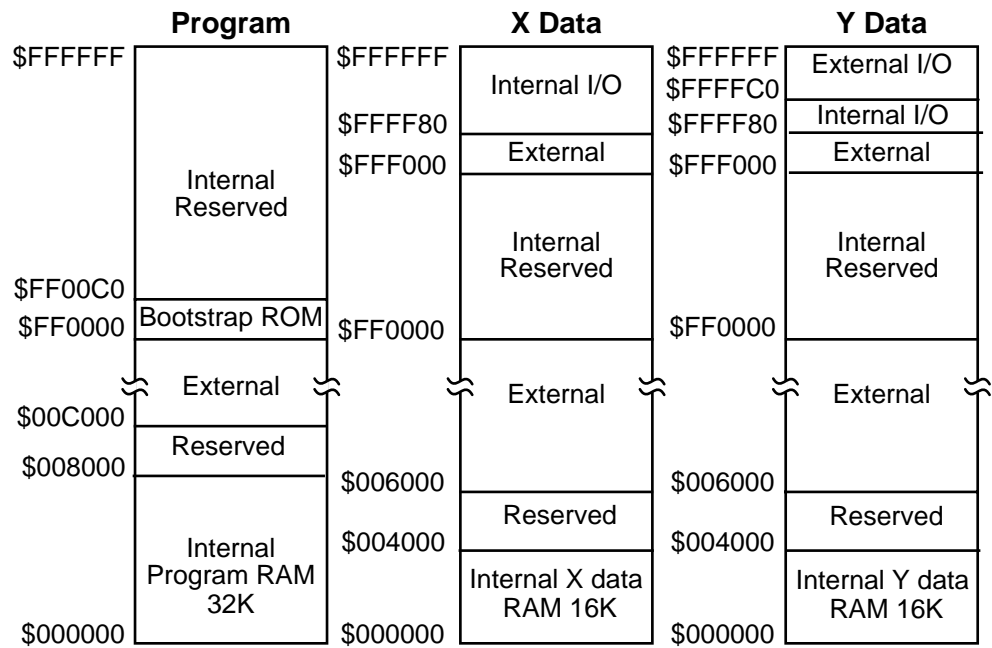 Program
$FFFFFF
Internal
Reserved
$FF00C0
Bootstrap ROM
$FF0000
External
$00C000
Reserved
$008000
Internal
Program RAM
32K
$000000
X Data
$FFFFFF
Internal I/O
$FFFF80
External
$FFF000
Internal
Reserved
$FF0000
External
$006000
Reserved
$004000
Internal X data
RAM 16K
$000000
Y Data
$FFFFFF
External I/O
$FFFFC0
Internal I/O
$FFFF80
External
$FFF000
Internal
Reserved
$FF0000
External
$006000
Reserved
$004000
Internal Y data
RAM 16K
$000000